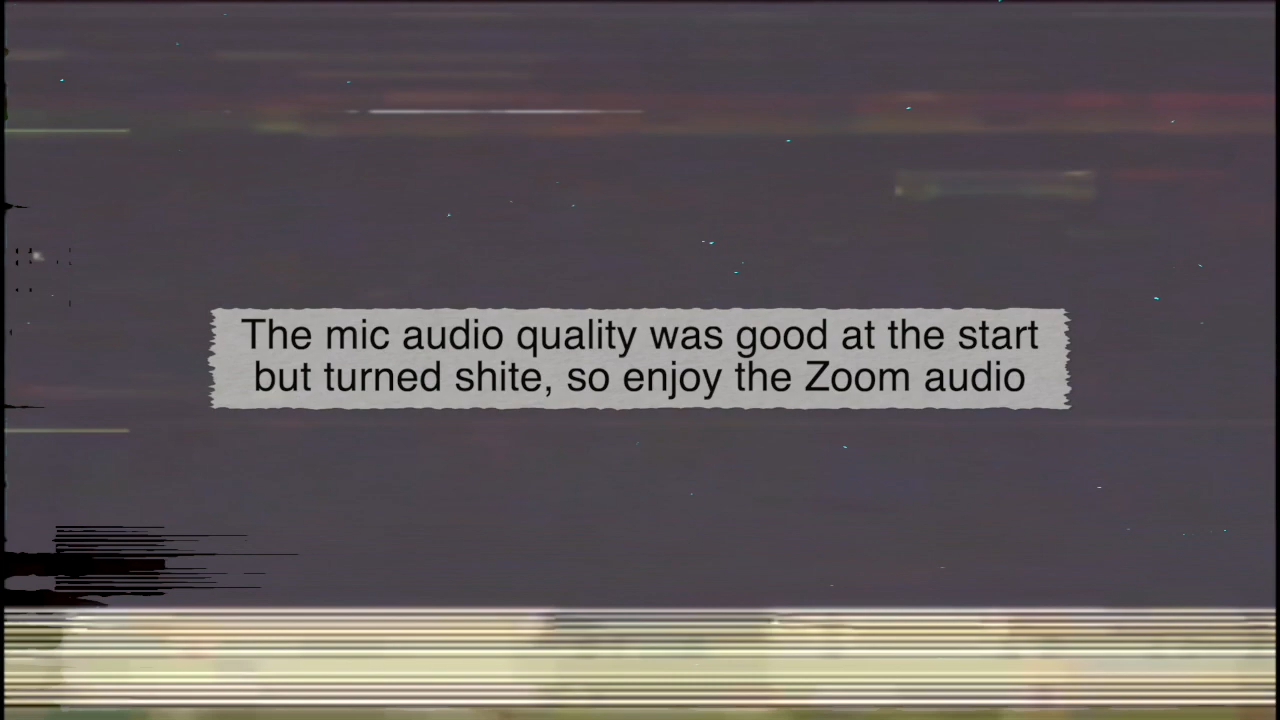 The mic audio quality was good at the start
but turned shite, so enjoy the Zoom audio